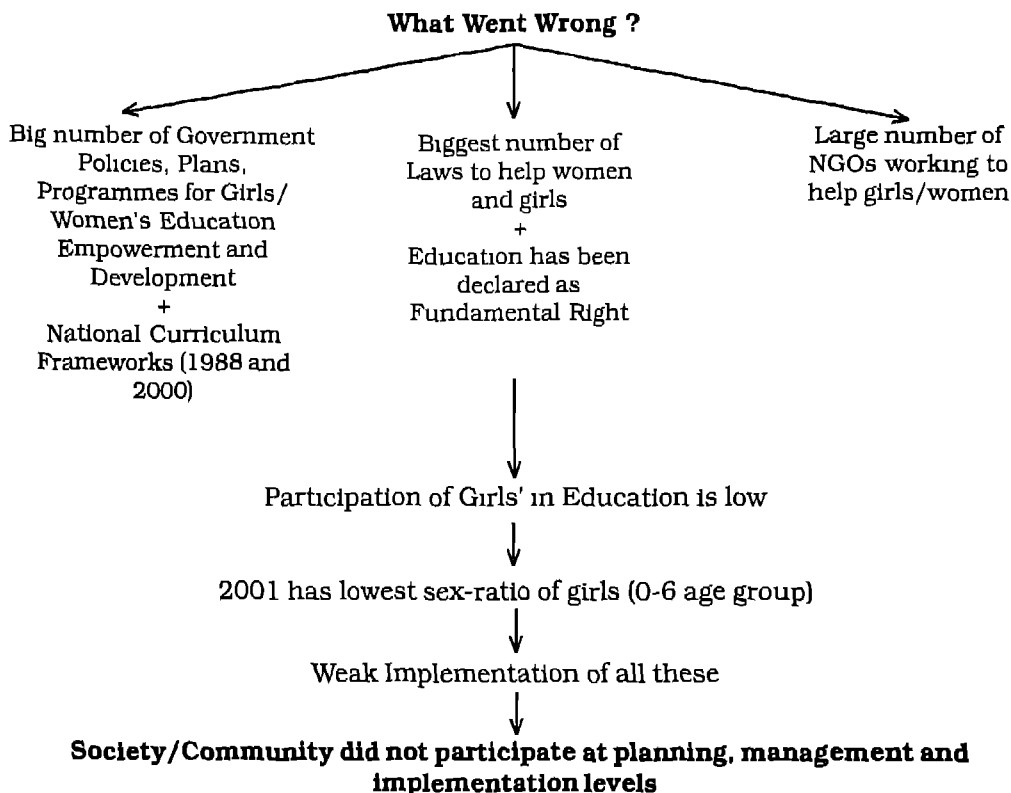 What Went Wrong ?
Big number of Government
Policies, Plans,
Programmes for Girls/
Women's Education
Empowerment and
Development
+
National Curriculum
Frameworks (1988 and
2000)
Biggest number of
Laws to help women
and girls
+
Education has been
declared as
Fundamental Right
Large number of
NGOs working to
help girls/women
Participation of Girls' in Education is low
2001 has lowest sex-ratio of girls (0-6 age group)
Weak Implementation of all these
Society/Community did not participate at planning, management and
implementation levels